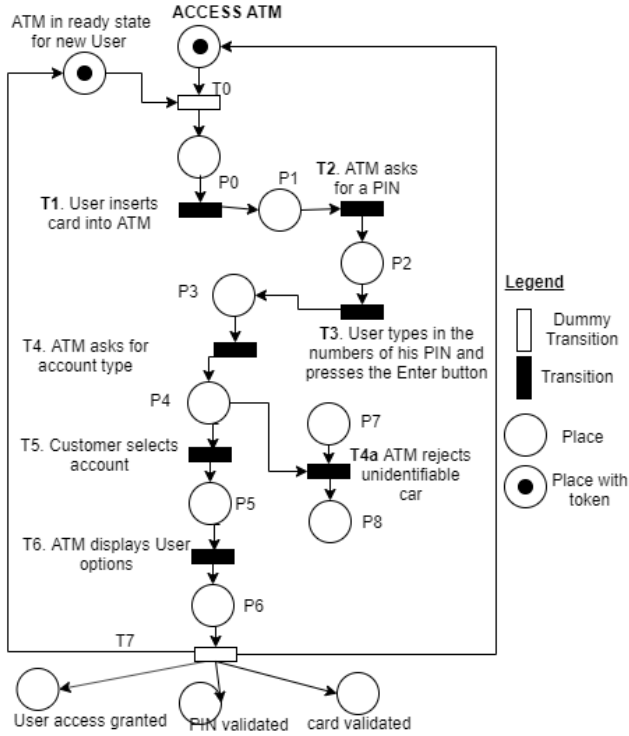 ACCESS ATM
ATM in ready state
for new User
T0
P0
T1. User inserts
card into ATM
P1
T2. ATM asks
for a PIN
P2
P3
T3. User types in the
numbers of his PIN and
presses the Enter button
T4. ATM asks for
account type
P4
P7
T5. Customer selects
account
T4a ATM rejects
unidentifiable
car
P5
P8
T6. ATM displays User
options
P6
T7
User access granted
PIN validated
card validated
Legend
Dummy
Transition
Transition
Place
Place with
token